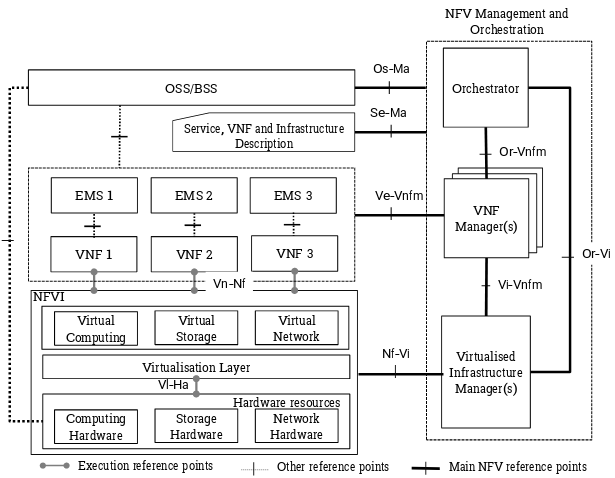 NFV Management and
Orchestration
Os-Ma
OSS/BSS
Orchestrator
Se-Ma
Service, VNF and Infrastructure
Description
Or-Vnfm
EMS 1
EMS 2
EMS 3
Ve-Vnfm
VNF
Manager(s)
VNF 1
VNF 2
VNF 3
Or-Vi
Vn-Nf
Vi-Vnfm
NFVI
Virtual
Computing
Virtual
Storage
Virtual
Network
Nf-Vi
Virtualised
Infrastructure
Manager(s)
Virtualisation Layer
Vl-Ha
Hardware resources
Computing
Hardware
Storage
Hardware
Network
Hardware
Execution reference points
Other reference points
Main NFV reference points